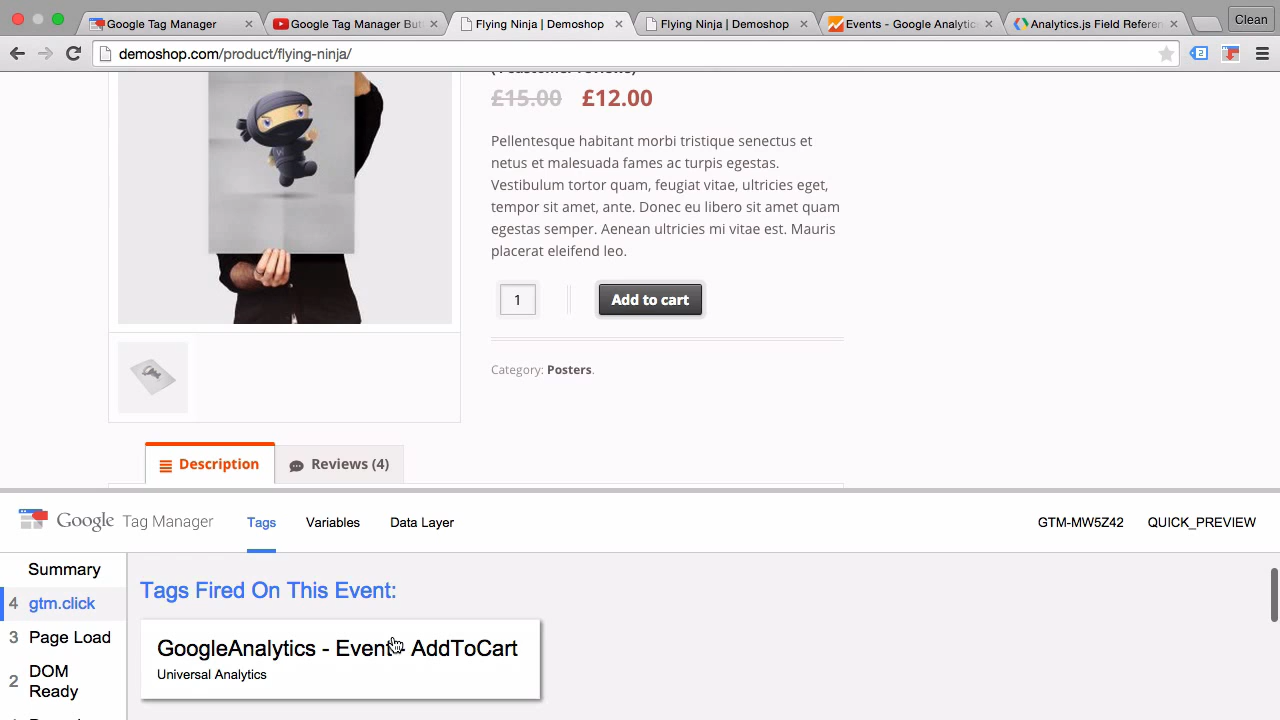 Google Tag Manager
Google Tag Manager But
Flying Ninja | Demoshop
Flying Ninja | Demoshop
Events - Google Analytic
Analytics.js Field Referen
Clean
demoshop.com/product/flying-ninja/
2
£15.00 £12.00
Pellentesque habitant morbi tristique senectus et
netus et malesuada fames ac turpis egestas.
Vestibulum tortor quam, feugiat vitae, ultricies eget,
tempor sit amet, ante. Donec eu libero sit amet quam
egestas semper. Aenean ultricies mi vitae est. Mauris
placerat eleifend leo.
1
Add to cart
Category: Posters.
Description
Reviews (4)
Google Tag Manager
Tags
Variables
Data Layer
GTM-MW5Z42
QUICK_PREVIEW
Summary
4 gtm.click
3 Page Load
2 DOM
Ready
Tags Fired On This Event:
GoogleAnalytics - Event - AddToCart
Universal Analytics